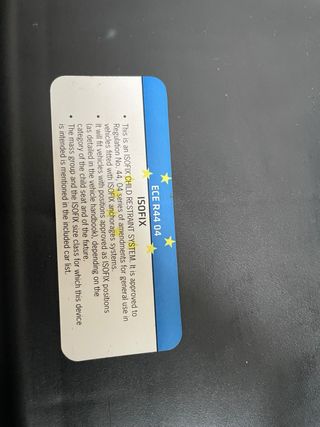 ECE R44 04
ISOFIX
• This is an ISOFIX CHILD RESTRAINT SYSTEM. It is approved to
Regulation No. 44, 04 series of amendments for general use in
vehicles fitted with ISOFIX anchorages systems.
• It will fit vehicles with positions approved as ISOFIX positions
(as detailed in the vehicle handbook), depending on the
category of the child seat and of the fixture.
• The mass group and the ISOFIX size class for which this device
is intended is mentioned in the included car list.